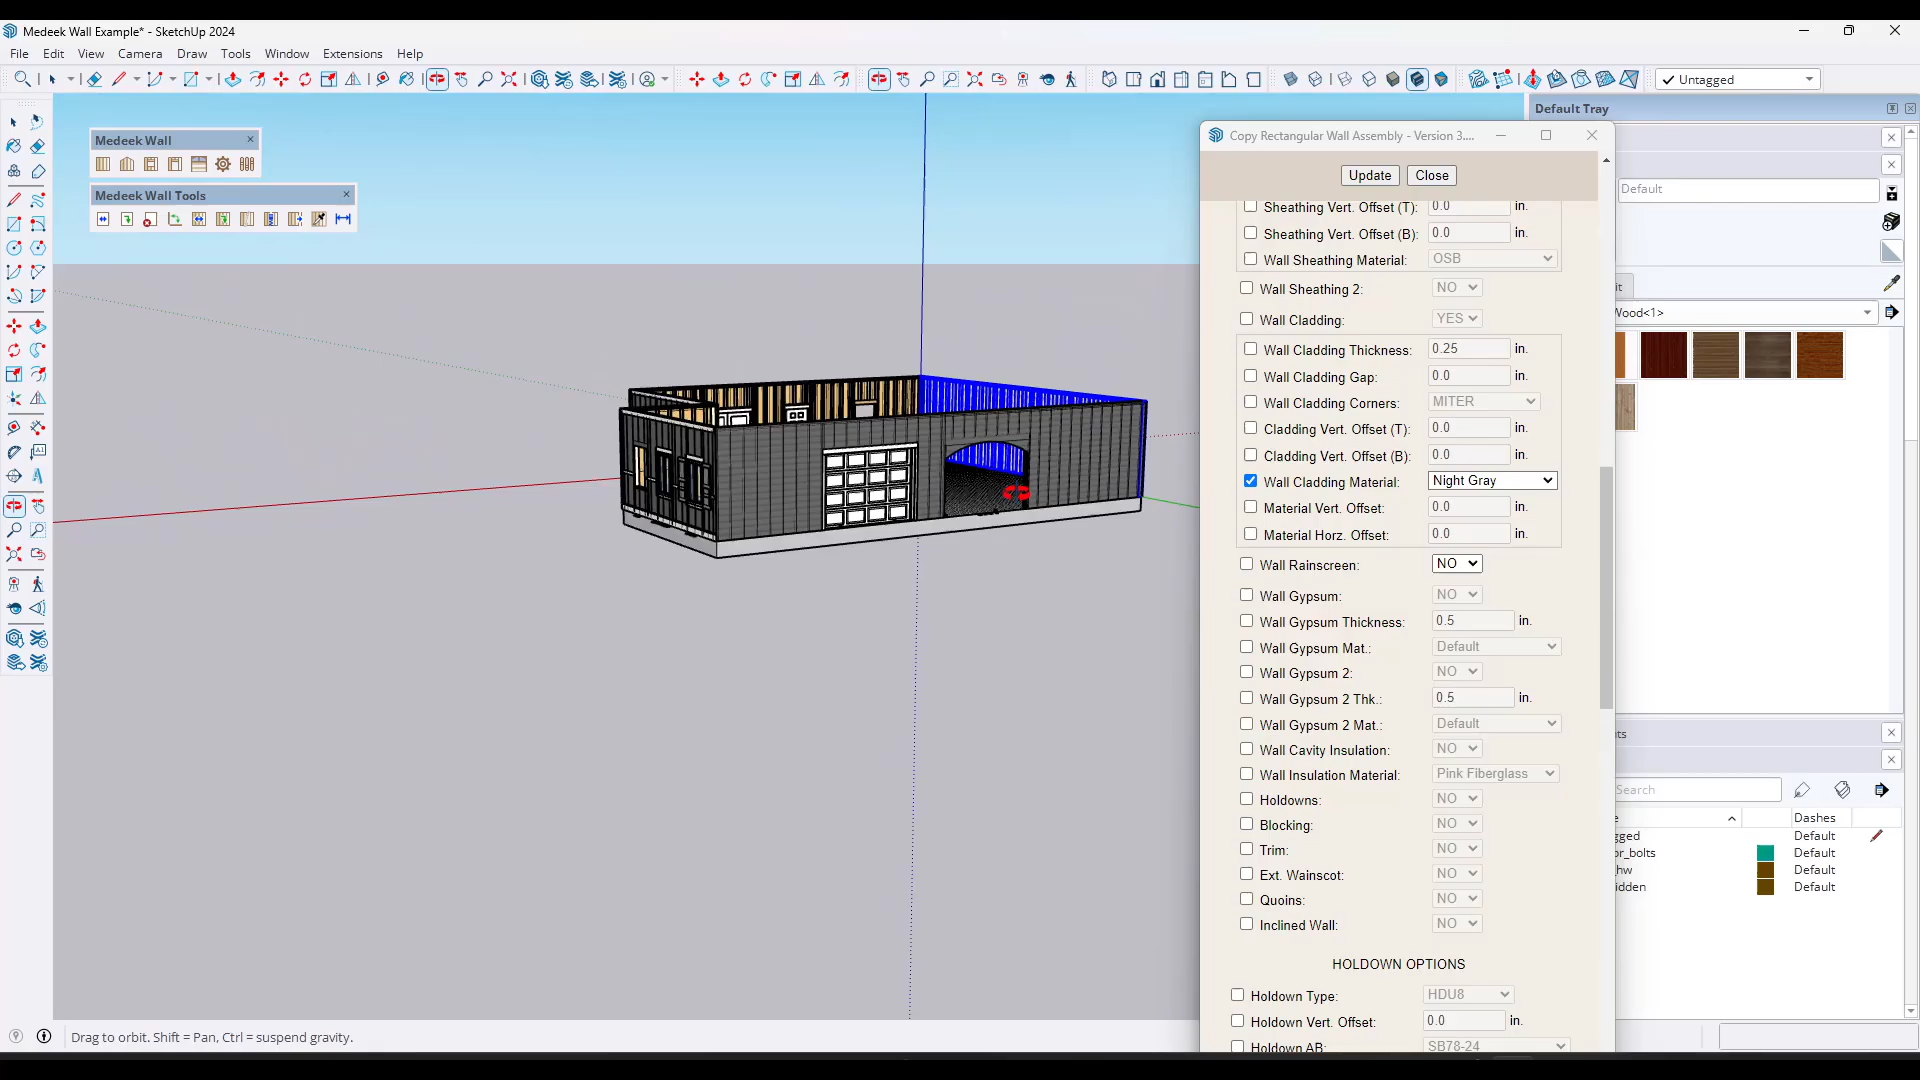 Medeek Wall Example* - SketchUp 2024
File Edit View Camera Draw Tools Window Extensions Help
Untagged
Default Tray
Medeek Wall
Medeek Wall Tools
Copy Rectangular Wall Assembly - Version 3....
Update Close
Sheathing Vert. Offset (T): 0.0 in.
Sheathing Vert. Offset (B): 0.0 in.
Wall Sheathing Material: OSB
Wall Sheathing 2: NO
Wall Cladding: YES
Wall Cladding Thickness: 0.25 in.
Wall Cladding Gap: 0.0 in.
Wall Cladding Corners: MITER
Cladding Vert. Offset (T): 0.0 in.
Cladding Vert. Offset (B): 0.0 in.
Wall Cladding Material: Night Gray
Material Vert. Offset: 0.0 in.
Material Horz. Offset: 0.0 in.
Wall Rainscreen: NO
Wall Gypsum: NO
Wall Gypsum Thickness: 0.5 in.
Wall Gypsum Mat.: Default
Wall Gypsum 2: NO
Wall Gypsum 2 Thk.: 0.5 in.
Wall Gypsum 2 Mat.: Default
Wall Cavity Insulation: NO
Wall Insulation Material: Pink Fiberglass
Holdowns: NO
Blocking: NO
Trim: NO
Ext. Wainscot: NO
Quoins: NO
Inclined Wall: NO
HOLDOWN OPTIONS
Holdown Type: HDU8
Holdown Vert. Offset: 0.0 in.
Holdown AB: SB78-24
Default
it
Wood<1>
nts
Search
e Dashes
gged Default
or_bolts Default
_hw Default
idden Default
Drag to orbit. Shift = Pan, Ctrl = suspend gravity.